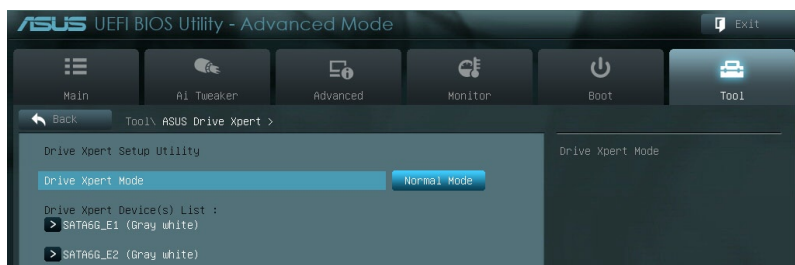 ASUS UEFI BIOS Utility - Advanced Mode
Exit
Main
Ai Tweaker
Advanced
Monitor
Boot
Tool
Back
Tool\ ASUS Drive Xpert >
Drive Xpert Setup Utility
Drive Xpert Mode
Drive Xpert Mode
Normal Mode
Drive Xpert Device(s) List :
> SATA6G_E1 (Gray white)
> SATA6G_E2 (Gray white)